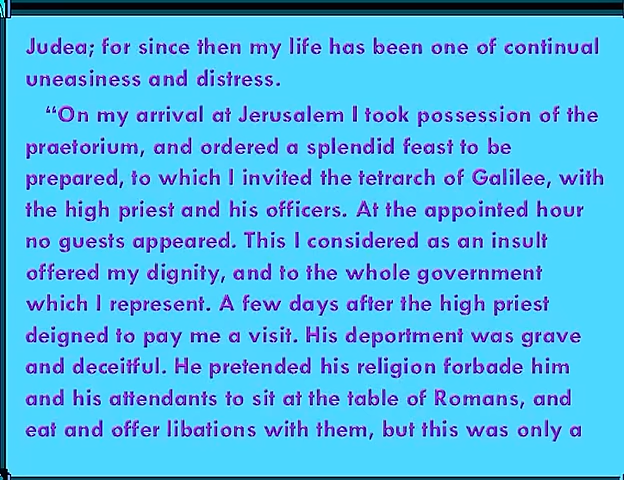 Judea; for since then my life has been one of continual
uneasiness and distress.
“On my arrival at Jerusalem I took possession of the
praetorium, and ordered a splendid feast to be
prepared, to which I invited the tetrarch of Galilee, with
the high priest and his officers. At the appointed hour
no guests appeared. This I considered as an insult
offered my dignity, and to the whole government
which I represent. A few days after the high priest
deigned to pay me a visit. His deportment was grave
and deceitful. He pretended his religion forbade him
and his attendants to sit at the table of Romans, and
eat and offer libations with them, but this was only a